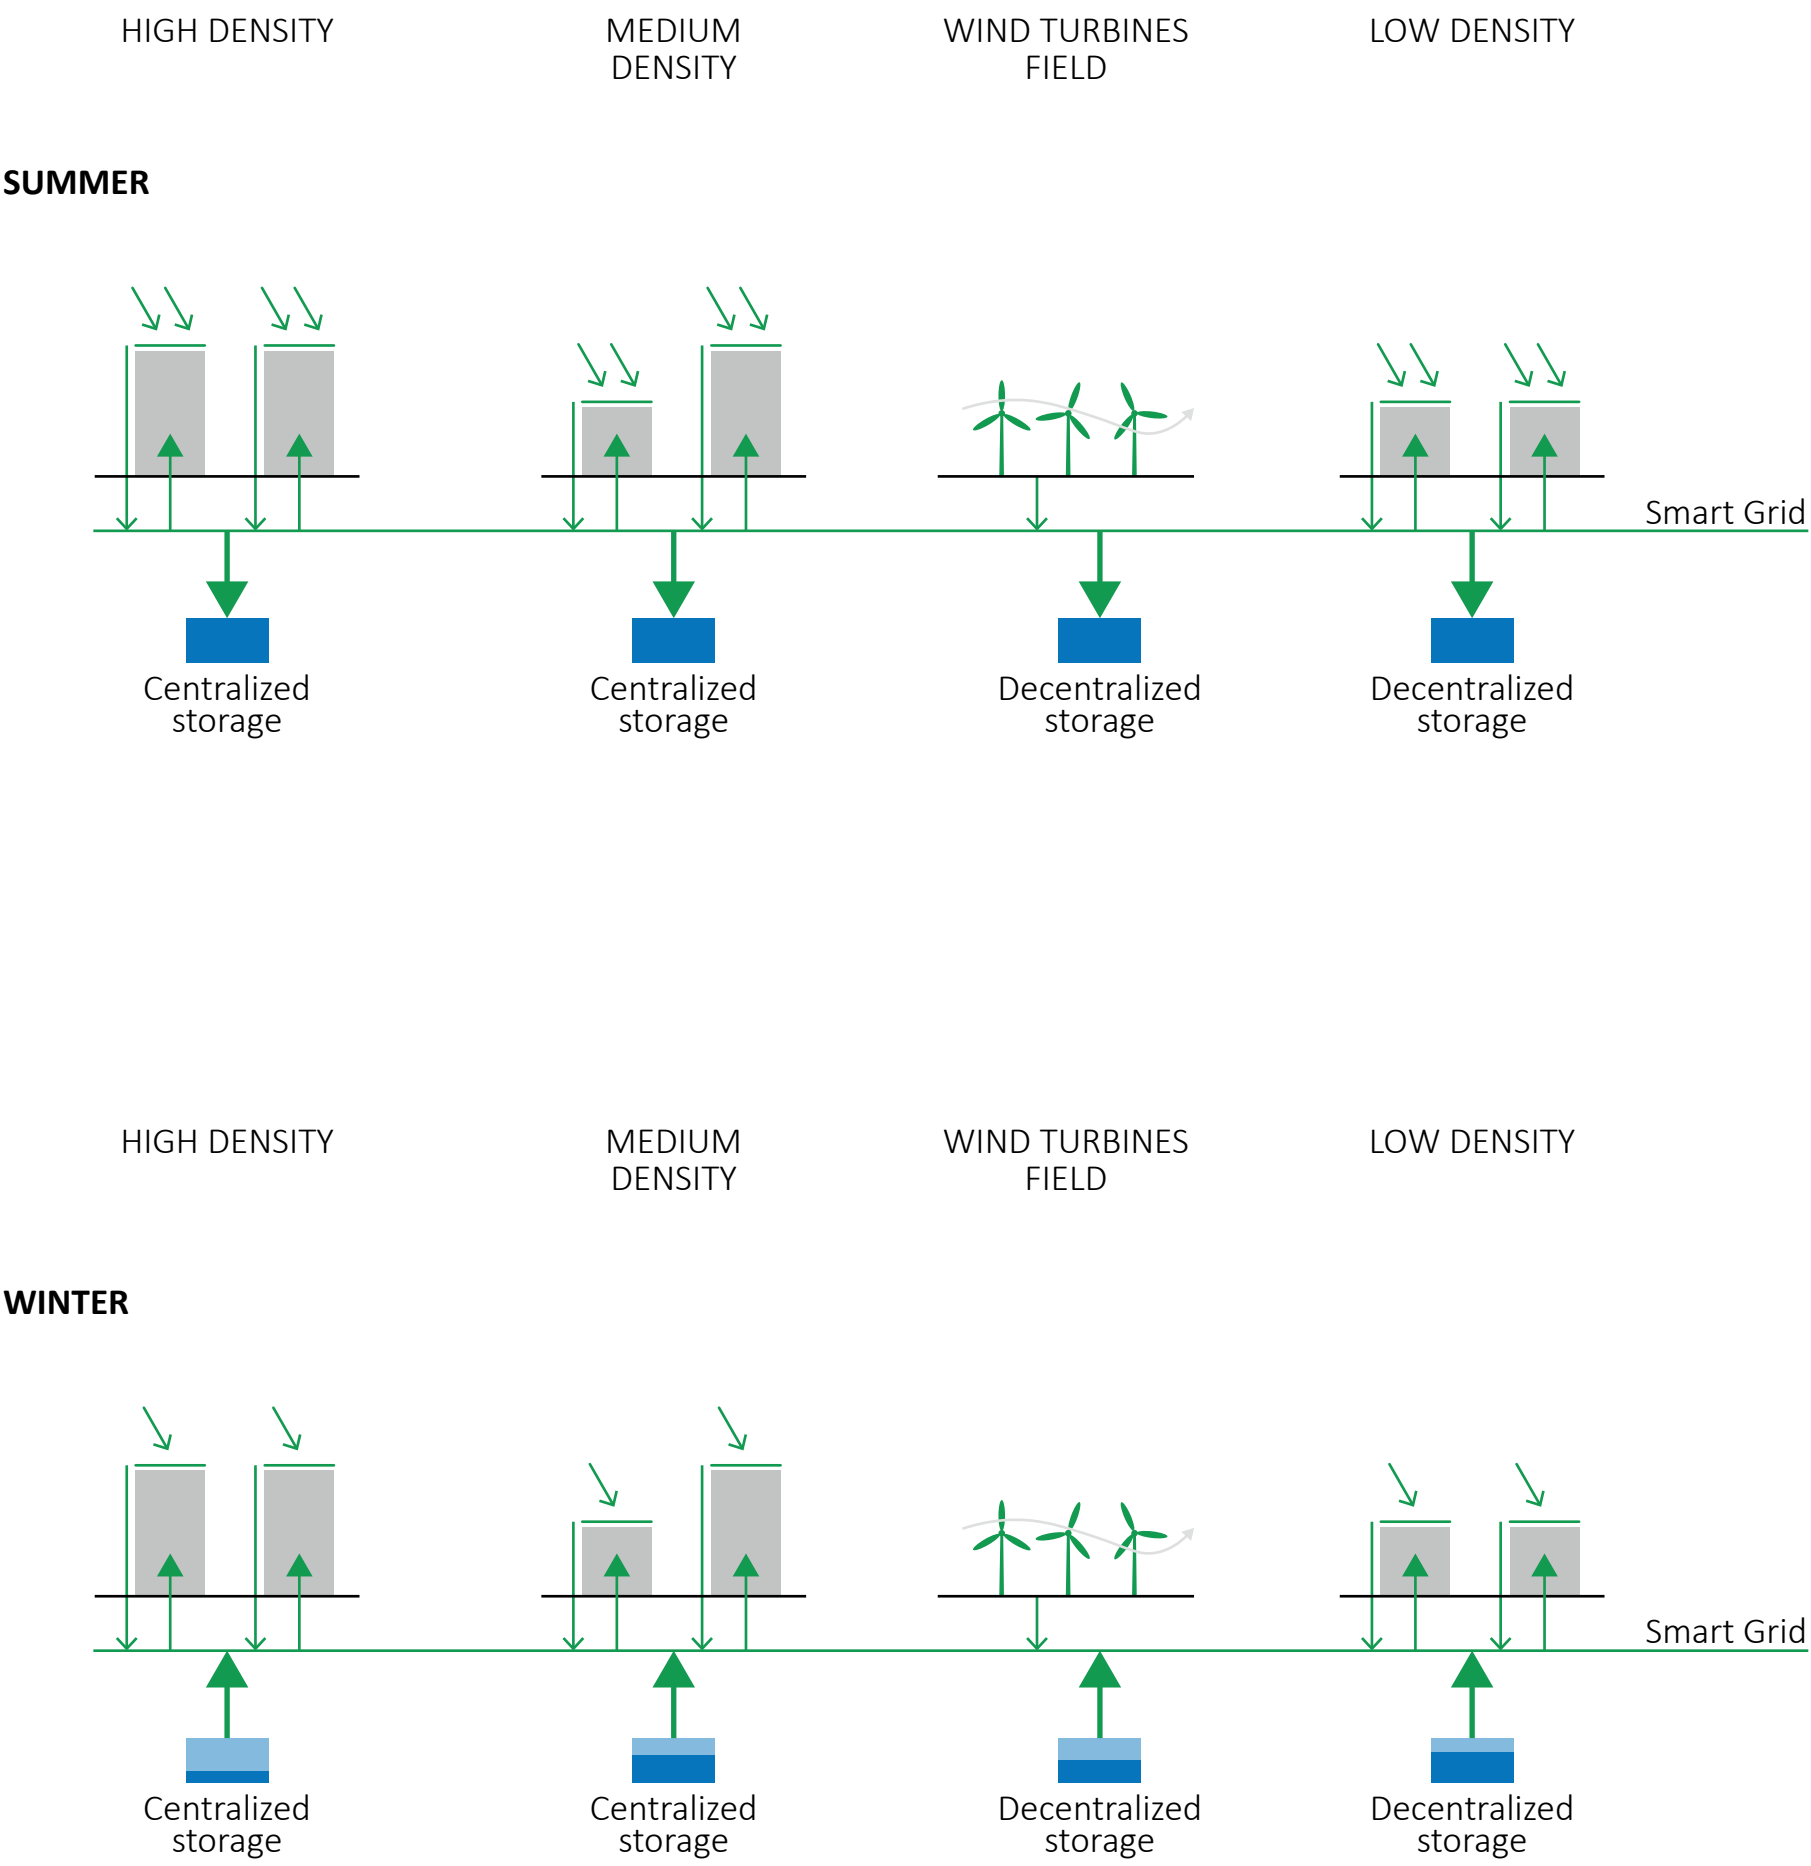 HIGH DENSITY
MEDIUM
DENSITY
WIND TURBINES
FIELD
LOW DENSITY
SUMMER
Smart Grid
Centralized
storage
Centralized
storage
Decentralized
storage
Decentralized
storage
HIGH DENSITY
MEDIUM
DENSITY
WIND TURBINES
FIELD
LOW DENSITY
WINTER
Smart Grid
Centralized
storage
Centralized
storage
Decentralized
storage
Decentralized
storage